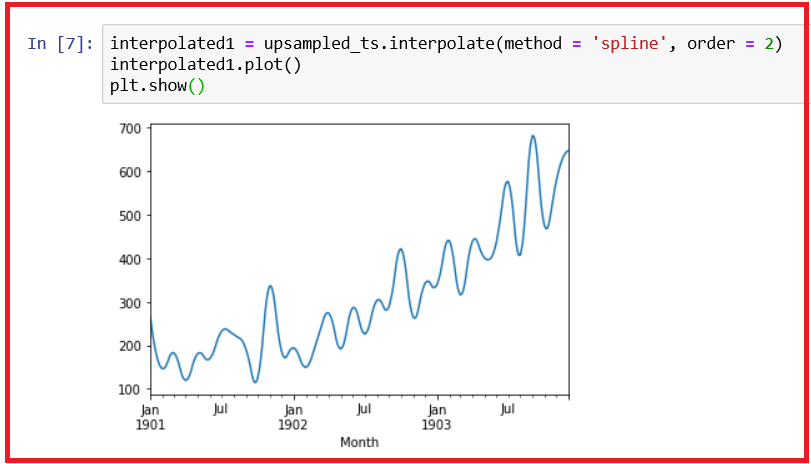 In [7]: interpolated1 = upsampled_ts.interpolate(method = 'spline', order = 2)
interpolated1.plot()
plt.show()
700
600
500
400
300
200
100
Jan Jul Jan Jul Jan Jul
1901 1902 1903
Month